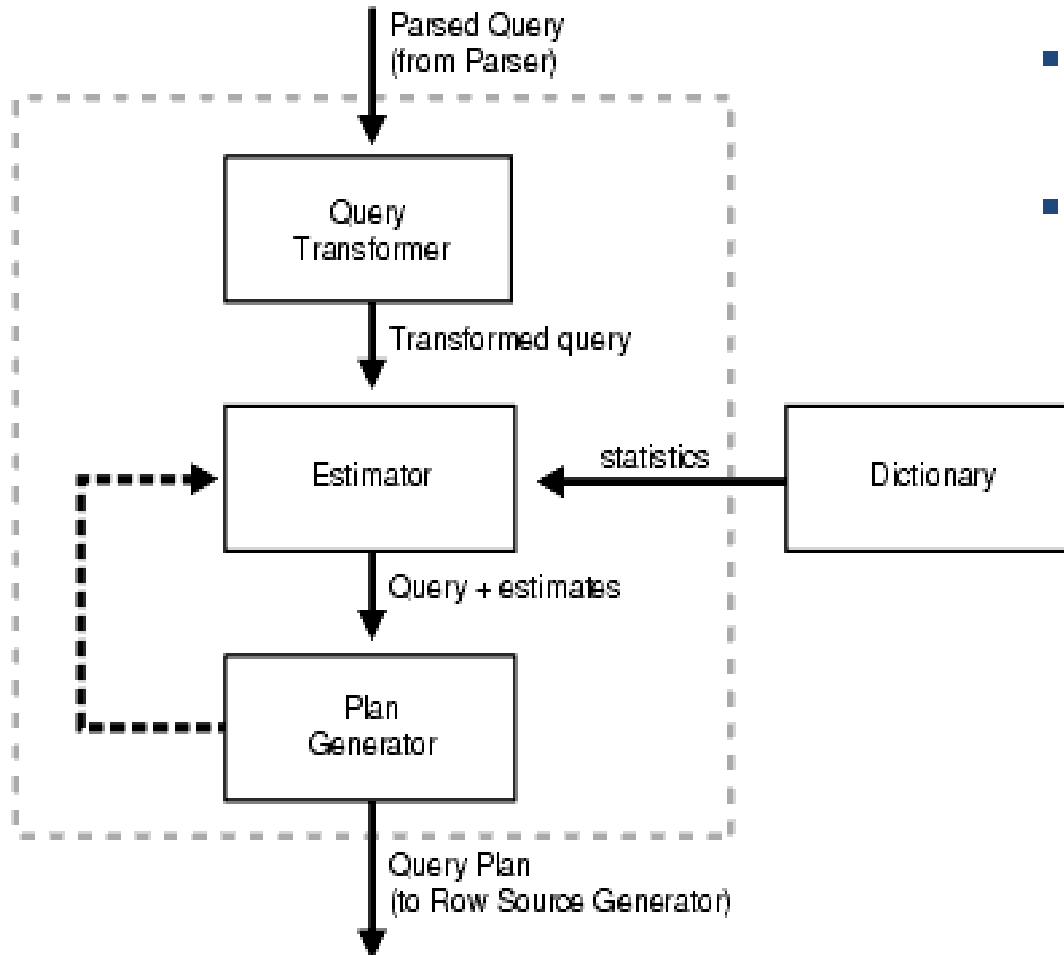 Parsed Query
(from Parser)
Query
Transformer
Transformed query
Estimator
statistics
Dictionary
Query + estimates
Plan
Generator
Query Plan
(to Row Source Generator)